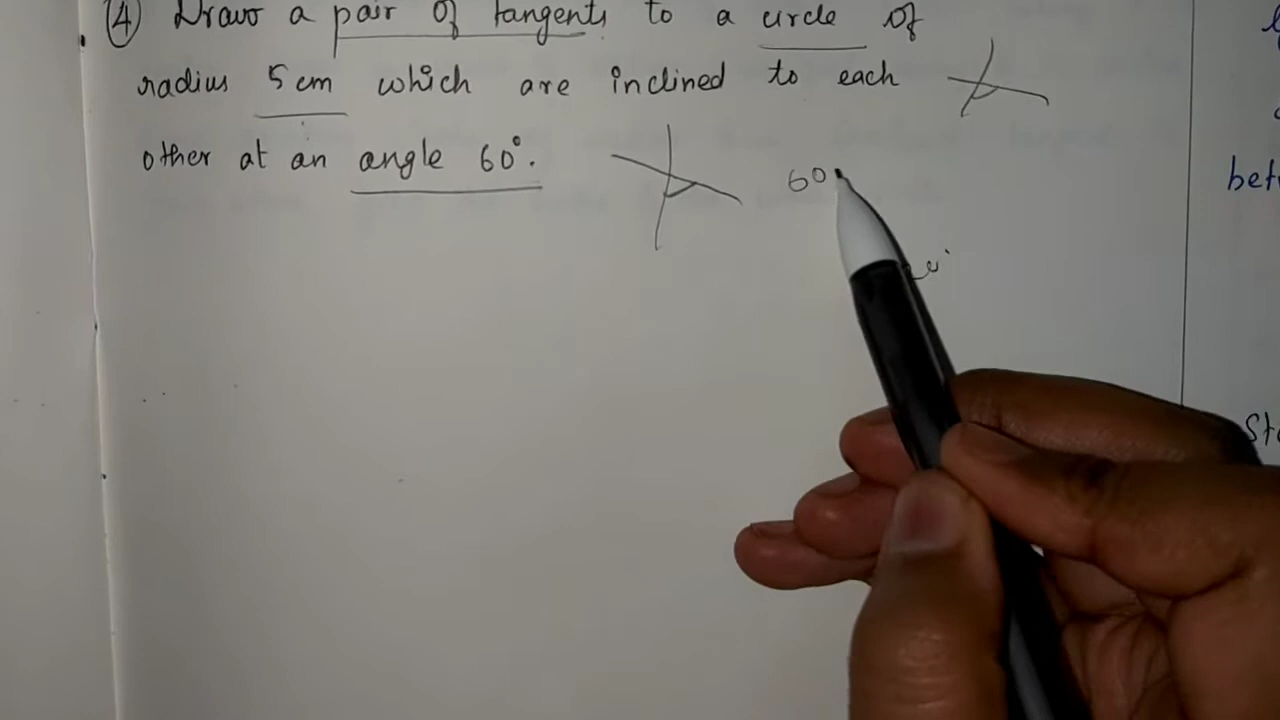 (4) Draw a pair of tangents to a circle of
radius 5 cm which are inclined to each
other at an angle 60°.
60